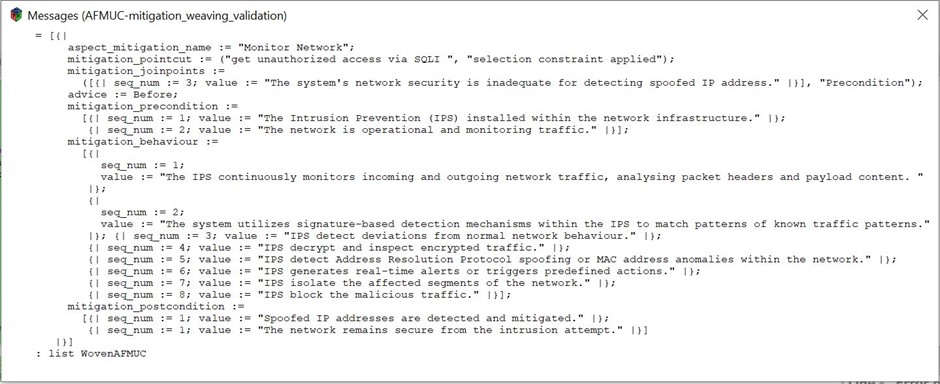 Messages (AFMUC-mitigation_weaving_validation)
= [{|
aspect_mitigation_name := "Monitor Network";
mitigation_pointcut := ("get unauthorized access via SQLI ", "selection constraint applied");
mitigation_joinpoints :=
([{| seq_num := 3; value := "The system's network security is inadequate for detecting spoofed IP address." |}], "Precondition");
advice := Before;
mitigation_precondition :=
[{| seq_num := 1; value := "The Intrusion Prevention (IPS) installed within the network infrastructure." |};
{| seq_num := 2; value := "The network is operational and monitoring traffic." |}];
mitigation_behaviour :=
[{|
seq_num := 1;
value := "The IPS continuously monitors incoming and outgoing network traffic, analysing packet headers and payload content. "
|};
{|
seq_num := 2;
value := "The system utilizes signature-based detection mechanisms within the IPS to match patterns of known traffic patterns."
|}; {| seq_num := 3; value := "IPS detect deviations from normal network behaviour." |};
{| seq_num := 4; value := "IPS decrypt and inspect encrypted traffic." |};
{| seq_num := 5; value := "IPS detect Address Resolution Protocol spoofing or MAC address anomalies within the network." |};
{| seq_num := 6; value := "IPS generates real-time alerts or triggers predefined actions." |};
{| seq_num := 7; value := "IPS isolate the affected segments of the network." |};
{| seq_num := 8; value := "IPS block the malicious traffic." |}];
mitigation_postcondition :=
[{| seq_num := 1; value := "Spoofed IP addresses are detected and mitigated." |};
{| seq_num := 1; value := "The network remains secure from the intrusion attempt." |}]
|}]
: list WovenAFMUC